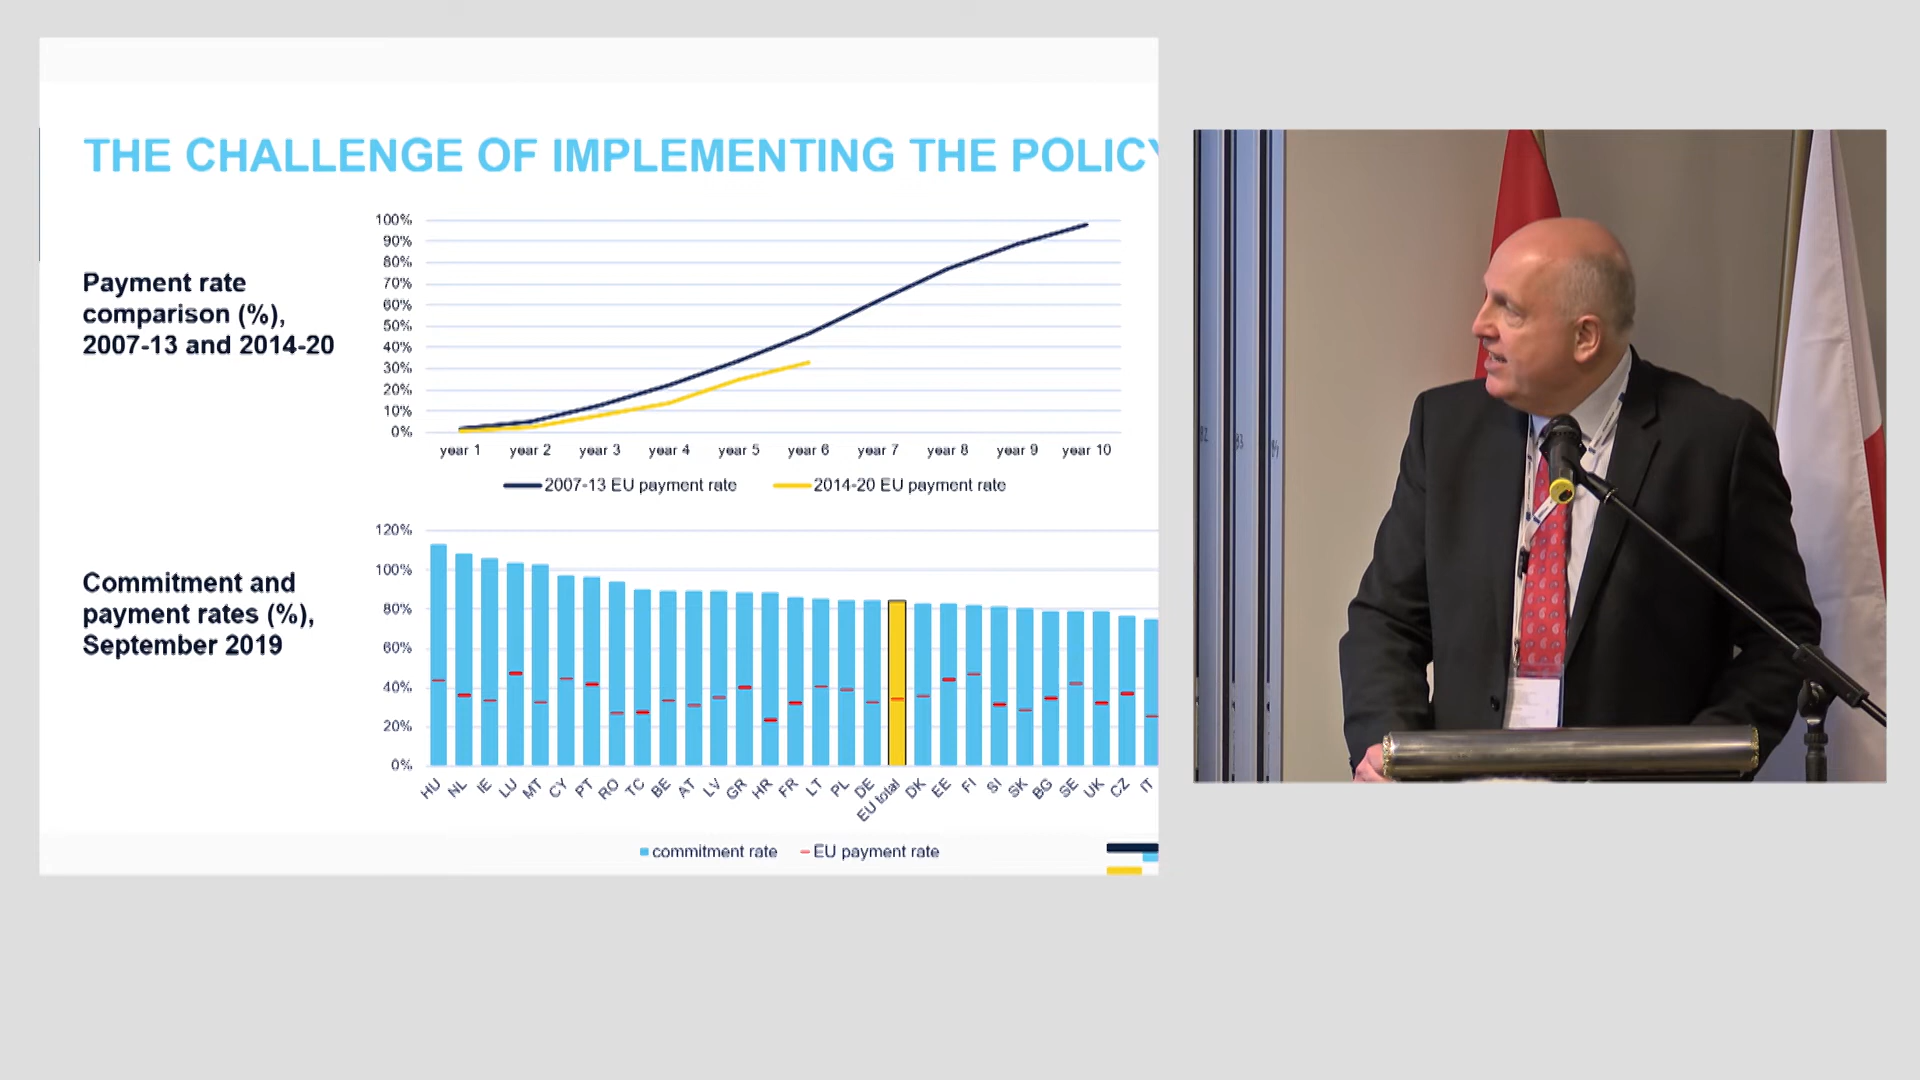 THE CHALLENGE OF IMPLEMENTING THE POLICY
Payment rate
comparison (%),
2007-13 and 2014-20
100%
90%
80%
70%
60%
50%
40%
30%
20%
10%
0%
year 1 year 2 year 3 year 4 year 5 year 6 year 7 year 8 year 9 year 10
2007-13 EU payment rate 2014-20 EU payment rate
Commitment and
payment rates (%),
September 2019
120%
100%
80%
60%
40%
20%
0%
HU NL IE LU MT CY PT RO TC BE AT LV GR HR FR LT PL DE EU total DK EE FI SI SK BG SE UK CZ IT
commitment rate EU payment rate